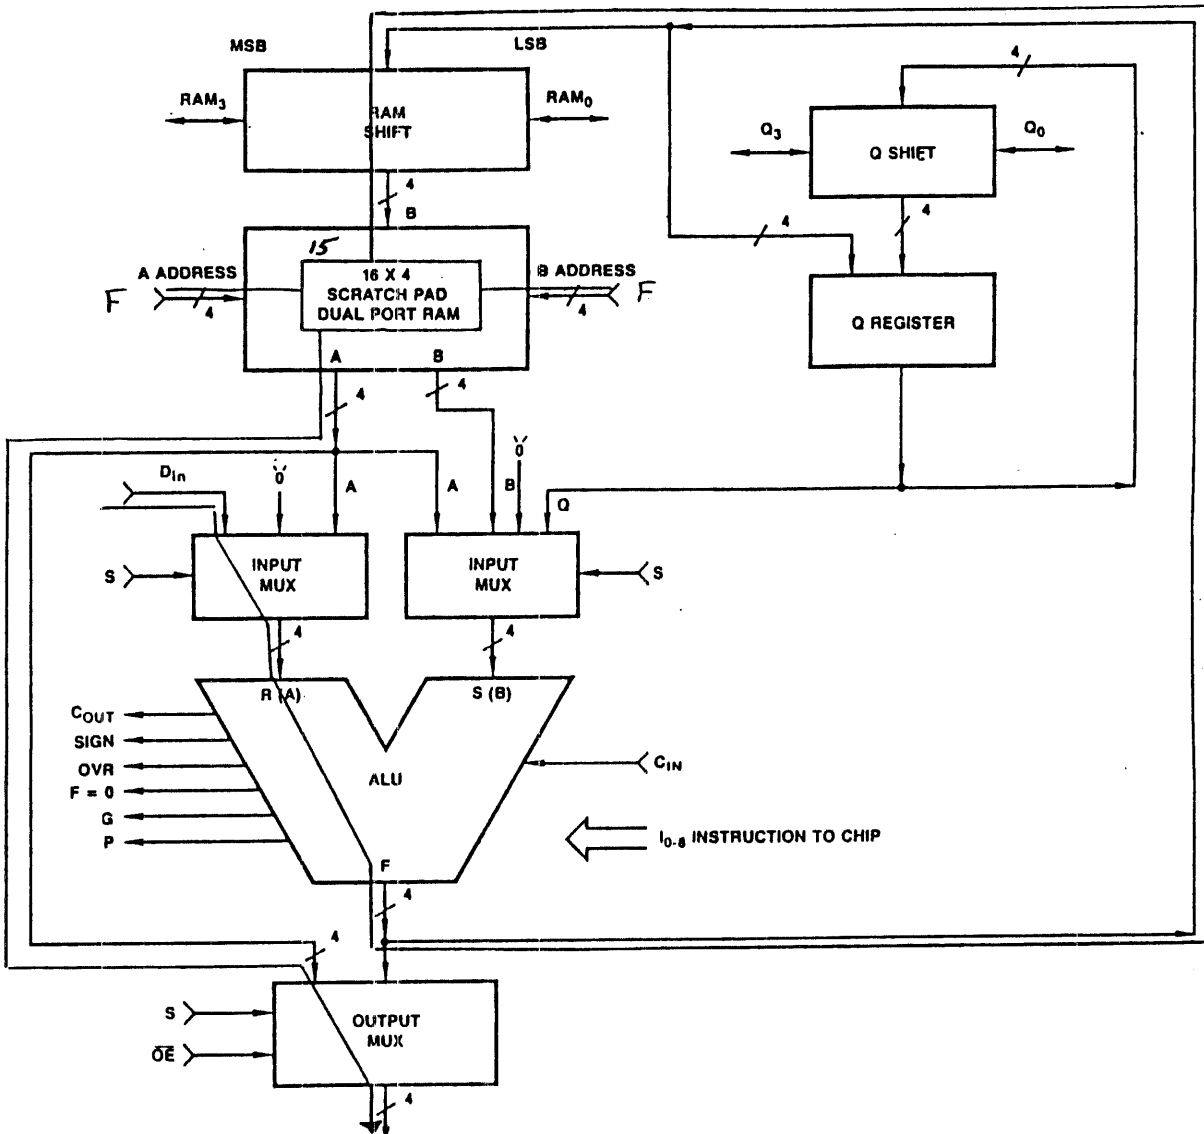 MSB
LSB
4
RAM3
RAM0
RAM
SHIFT
Q3
Q0
Q SHIFT
4
B
4
4
15
A ADDRESS
B ADDRESS
16 X 4
SCRATCH PAD
DUAL PORT RAM
F
4
4
F
Q REGISTER
A
B
4
4
DIn
"0"
A
A
B
"0"
Q
S
INPUT
MUX
INPUT
MUX
S
4
4
R (A)
S (B)
COUT
SIGN
OVR
F = 0
G
P
ALU
CIN
I0-8 INSTRUCTION TO CHIP
F
4
4
S
OE
OUTPUT
MUX
4